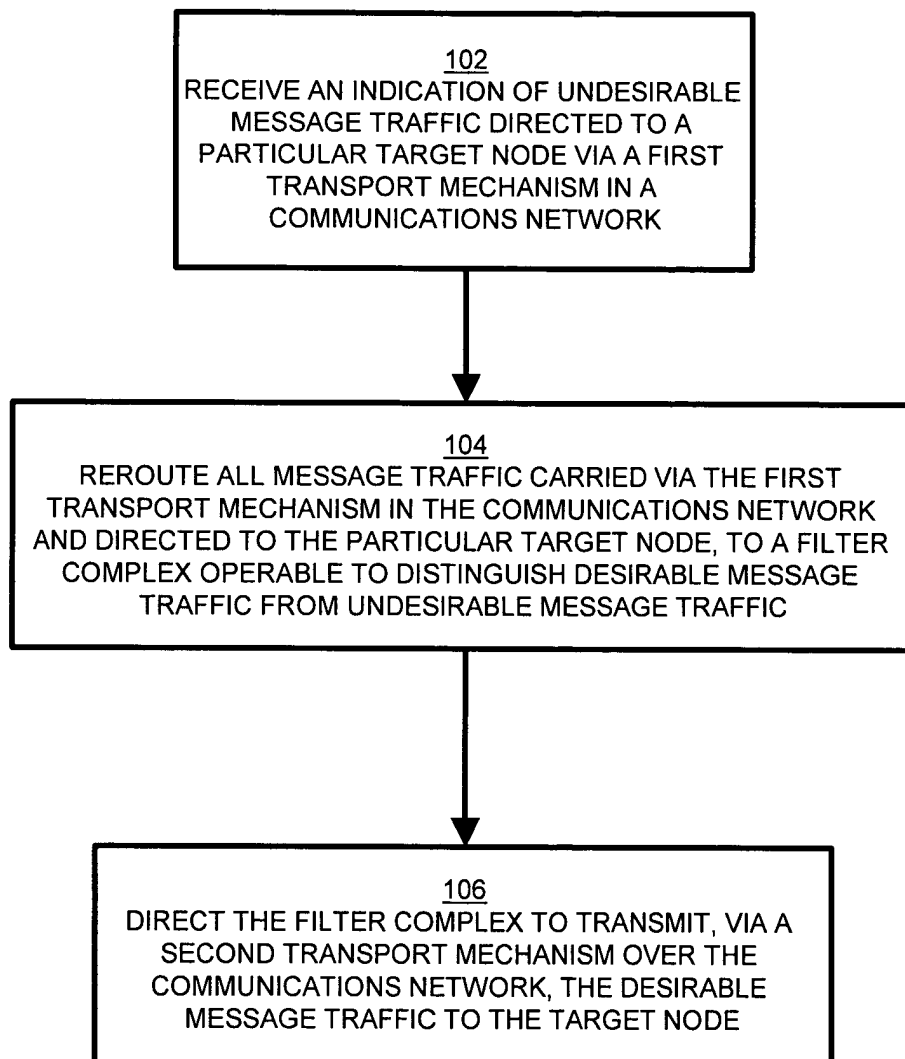 102
RECEIVE AN INDICATION OF UNDESIRABLE
MESSAGE TRAFFIC DIRECTED TO A
PARTICULAR TARGET NODE VIA A FIRST
TRANSPORT MECHANISM IN A
COMMUNICATIONS NETWORK
104
REROUTE ALL MESSAGE TRAFFIC CARRIED VIA THE FIRST
TRANSPORT MECHANISM IN THE COMMUNICATIONS NETWORK
AND DIRECTED TO THE PARTICULAR TARGET NODE, TO A FILTER
COMPLEX OPERABLE TO DISTINGUISH DESIRABLE MESSAGE
TRAFFIC FROM UNDESIRABLE MESSAGE TRAFFIC
106
DIRECT THE FILTER COMPLEX TO TRANSMIT, VIA A
SECOND TRANSPORT MECHANISM OVER THE
COMMUNICATIONS NETWORK, THE DESIRABLE
MESSAGE TRAFFIC TO THE TARGET NODE